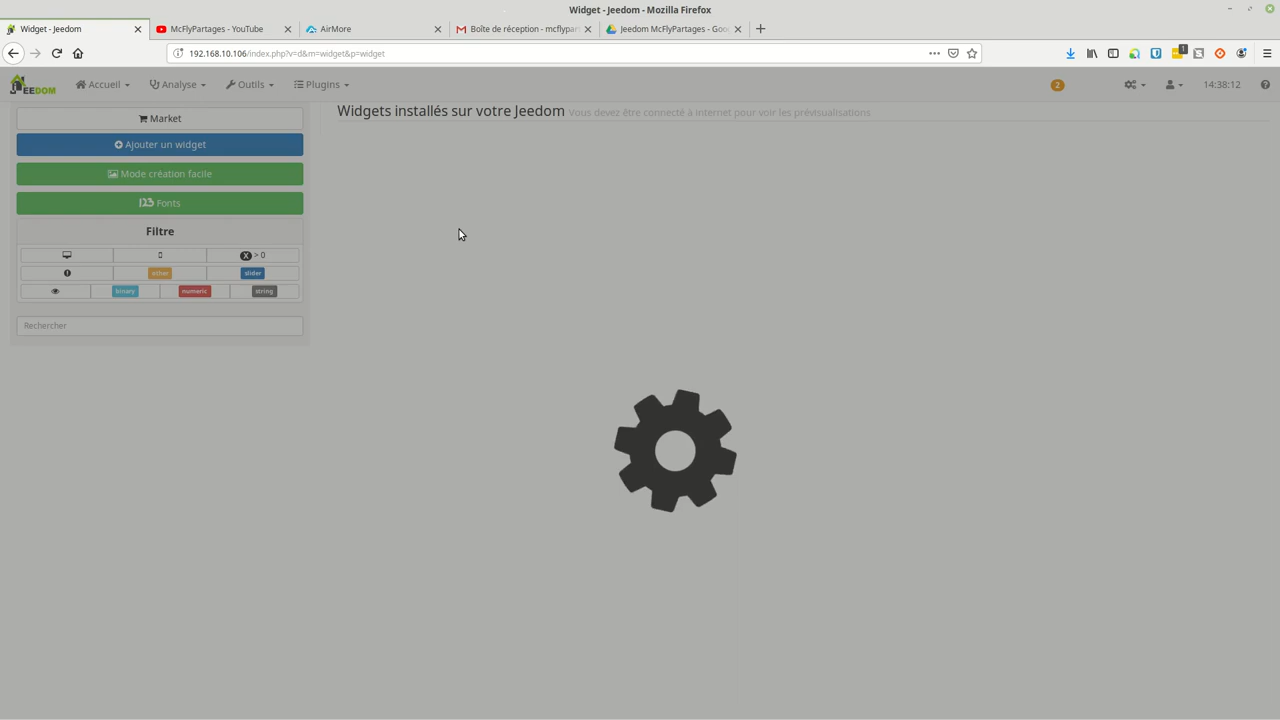 Widget - Jeedom - Mozilla Firefox
Widget - Jeedom
McFlyPartages - YouTube
AirMore
Boîte de réception - mcflypar
Jeedom McFlyPartages - Goo
192.168.10.106/index.php?v=d&m=widget&p=widget
1
JEEDOM
Accueil
Analyse
Outils
Plugins
2
14:38:12
Market
Ajouter un widget
Mode création facile
123 Fonts
Filtre
X > 0
other
slider
binary
numeric
string
Rechercher
Widgets installés sur votre Jeedom Vous devez être connecté à internet pour voir les prévisualisations